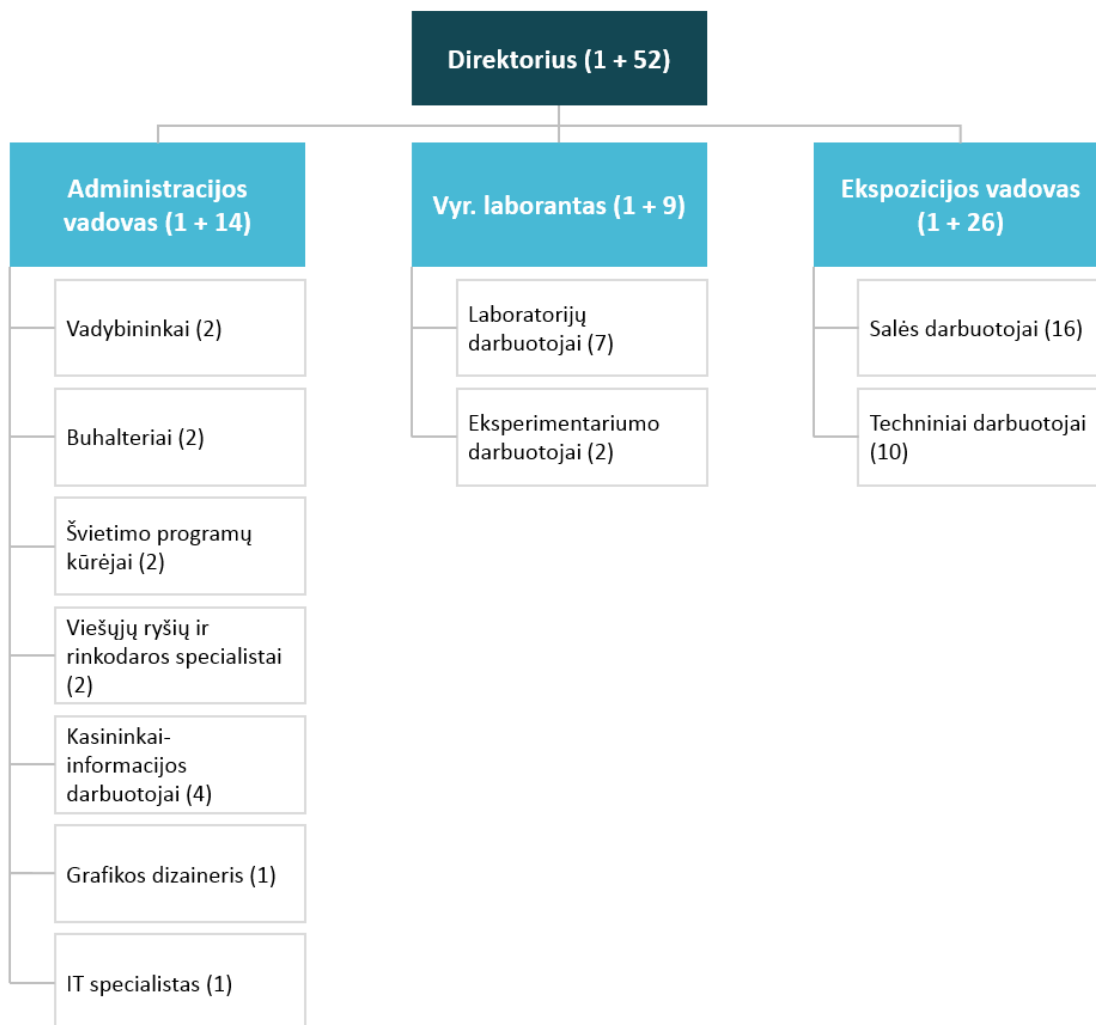 Direktorius (1 + 52)
Administracijos
vadovas (1 + 14)
Vadybininkai (2)
Buhalteriai (2)
Švietimo programų
kūrėjai (2)
Viešųjų ryšių ir
rinkodaros specialistai
(2)
Kasininkai-
informacijos
darbuotojai (4)
Grafikos dizaineris (1)
IT specialistas (1)
Vyr. laborantas (1 + 9)
Laboratorijų
darbuotojai (7)
Eksperimentariumo
darbuotojai (2)
Ekspozicijos vadovas
(1 + 26)
Salės darbuotojai (16)
Techniniai darbuotojai
(10)